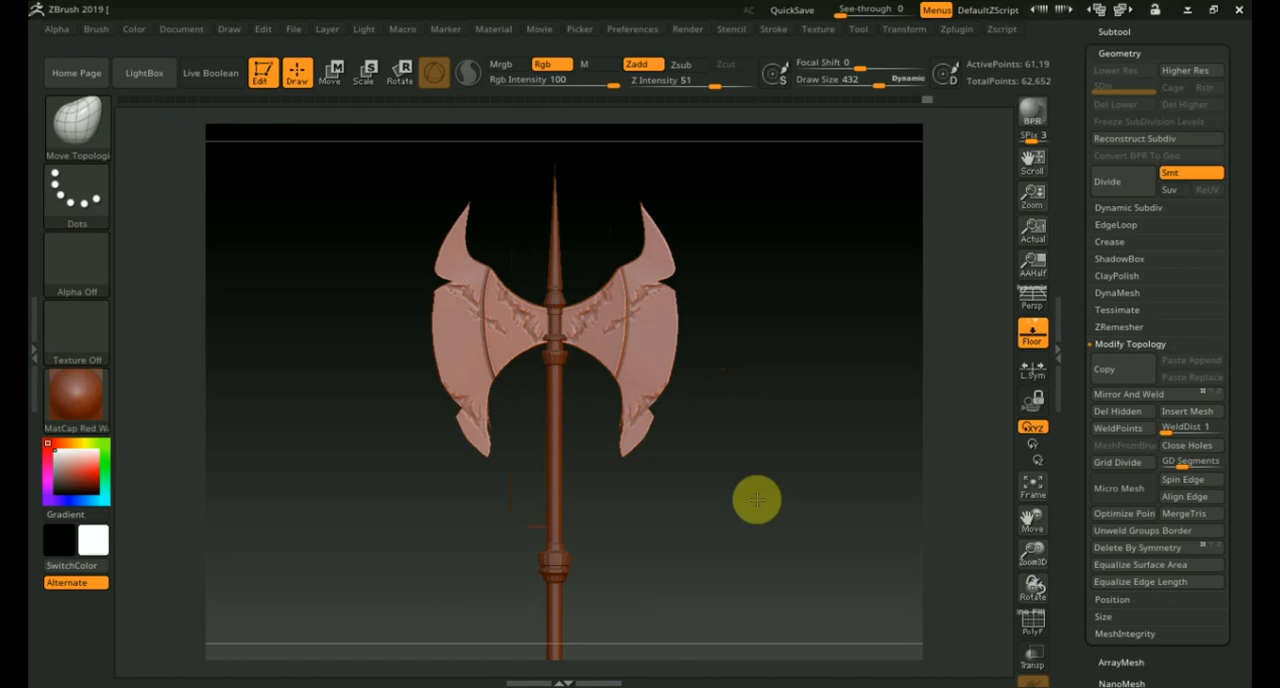 ZBrush 2019 [
AC QuickSave See-through 0 Menus DefaultZScript
Alpha Brush Color Document Draw Edit File Layer Light Macro Marker Material Movie Picker Preferences Render Stencil Stroke Texture Tool Transform Zplugin Zscript
Home Page LightBox Live Boolean Edit Draw Move Scale Rotate
Mrgb Rgb M Zadd Zsub Zcut
Rgb Intensity 100 Z Intensity 51
Focal Shift 0
Draw Size 432 Dynamic
S D
ActivePoints: 61,19
TotalPoints: 62,652
Move Topologi
Dots
Alpha Off
Texture Off
MatCap Red W
Gradient
SwitchColor
Alternate
BPR
SPix 3
Scroll
Zoom
Actual
AAHalf
Dynamic
Persp
Floor
L.Sym
XYZ
Frame
Move
Zoom3D
Rotate
PolyF
Transp
Subtool
Geometry
Lower Res Higher Res
SDiv Cage Rstr
Del Lower Del Higher
Freeze SubDivision Levels
Reconstruct Subdiv
Convert BPR To Geo
Divide Smt
Suv ReUV
Dynamic Subdiv
EdgeLoop
Crease
ShadowBox
ClayPolish
DynaMesh
Tessimate
ZRemesher
Modify Topology
Copy Paste Append
Paste Replace
Mirror And Weld
Del Hidden Insert Mesh
WeldPoints WeldDist 1
MeshFromBru Close Holes
Grid Divide GD Segments
Micro Mesh Spin Edge
Align Edge
Optimize Poin MergeTris
Unweld Groups Border
Delete By Symmetry
Equalize Surface Area
Equalize Edge Length
Position
Size
MeshIntegrity
ArrayMesh
NanoMesh